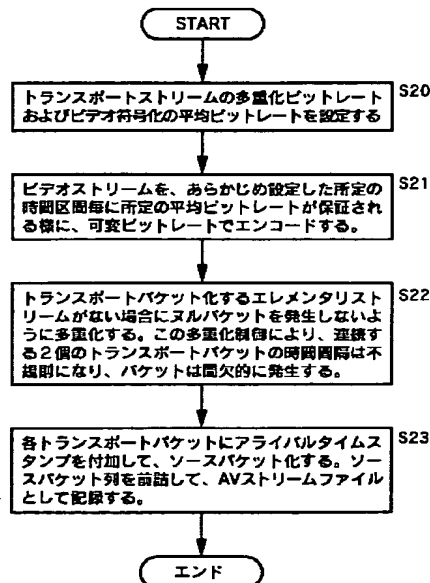 START
S20
トランスポートストリームの多重化ビットレート
およびビデオ符号化の平均ビットレートを設定する
S21
ビデオストリームを、あらかじめ設定した所定の
時間区間毎に所定の平均ビットレートが保証され
る様に、可変ビットレートでエンコードする。
S22
トランスポートパケット化するエレメンタリスト
リームがない場合にヌルパケットを発生しないよ
うに多重化する。この多重化制御により、連接す
る2個のトランスポートパケットの時間間隔は不
規則になり、パケットは間欠的に発生する。
S23
各トランスポートパケットにアライバルタイムス
タンプを付加して、ソースパケット化する。ソー
スパケット列を前詰して、AVストリームファイル
として記録する。
エンド